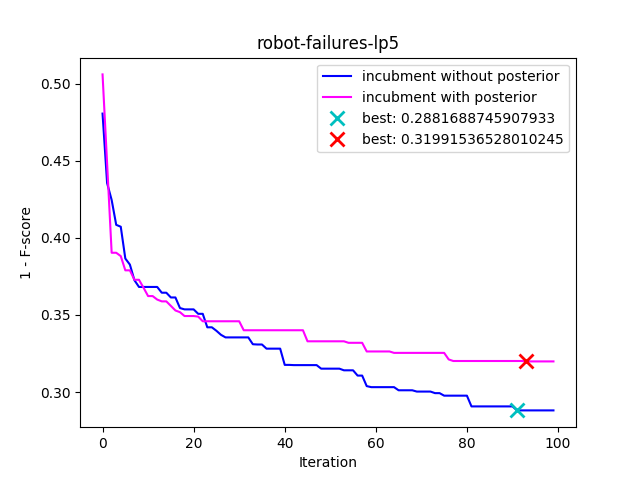 robot-failures-lp5
incubment without posterior
incubment with posterior
best: 0.2881688745907933
best: 0.31991536528010245
0.50
0.45
0.40
0.35
0.30
1 - F-score
0
20
40
60
80
100
Iteration